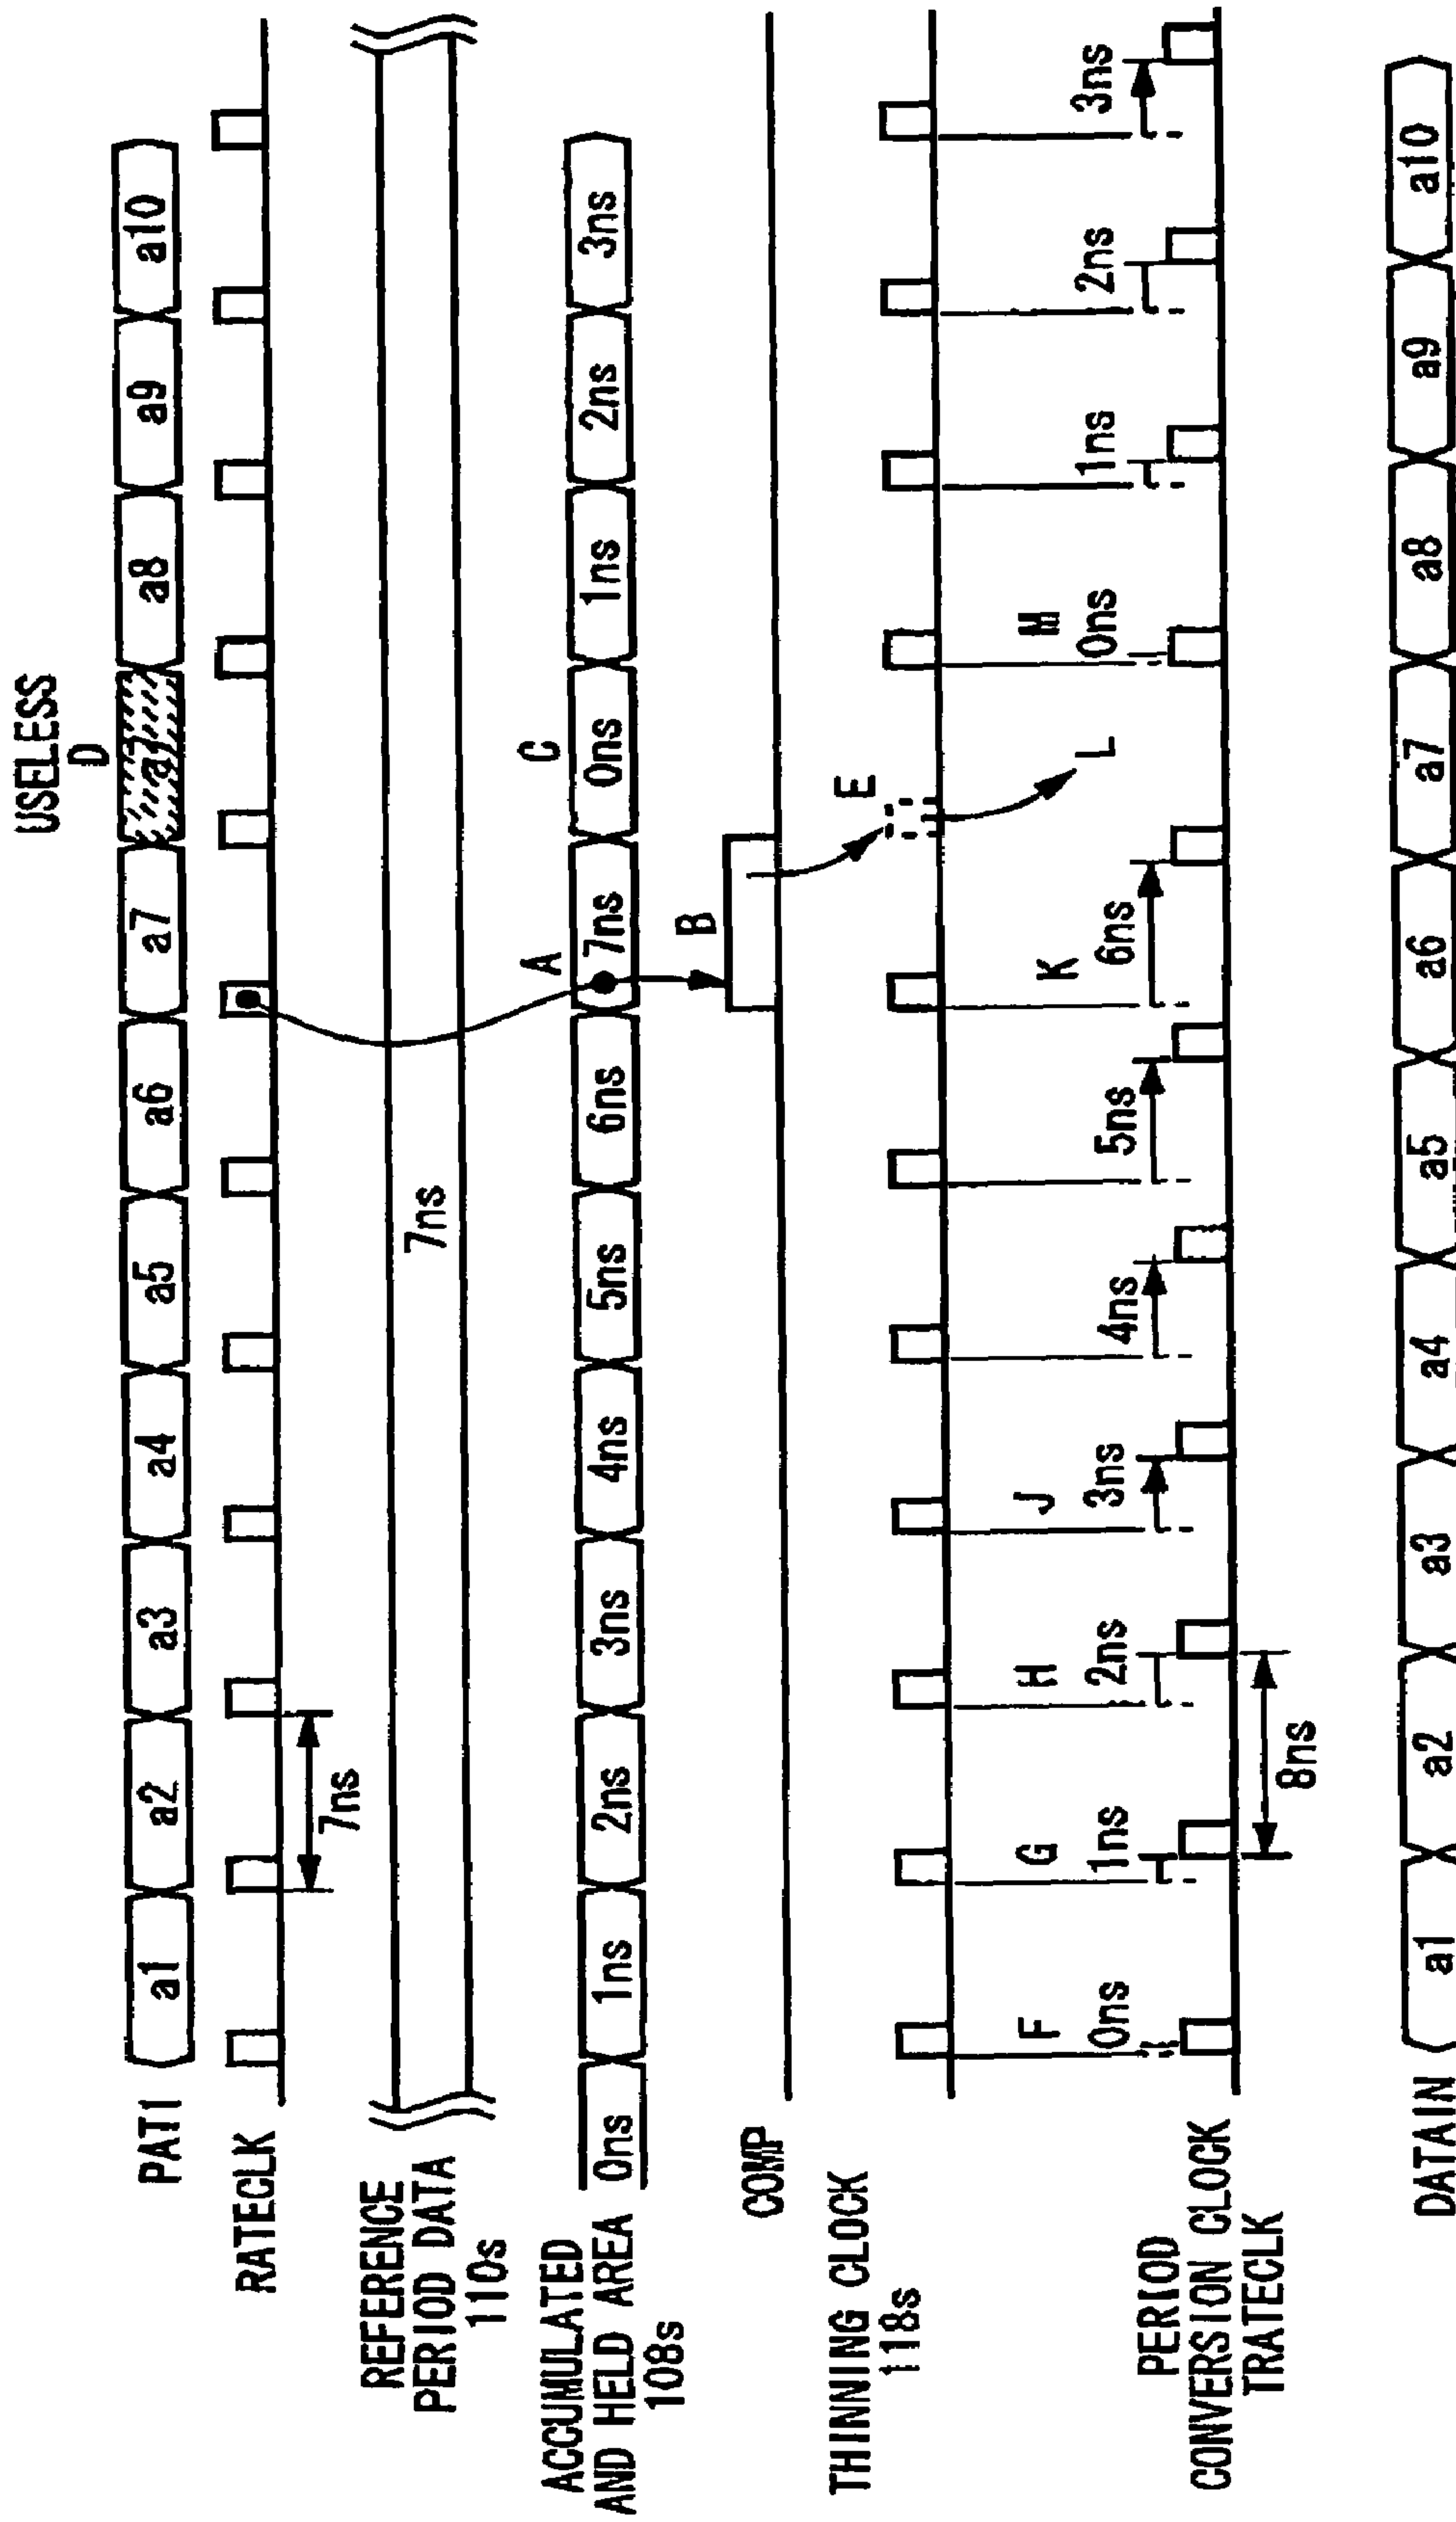 USELESS
D
PAT1 a1 a2 a3 a4 a5 a6 a7 a8 a9 a10
RATECLK
7ns
REFERENCE
PERIOD DATA
110s
7ns
A C
ACCUMULATED
AND HELD AREA
108s
0ns 1ns 2ns 3ns 4ns 5ns 6ns 7ns 0ns 1ns 2ns 3ns
B
COMP
E
THINNING CLOCK
118s
F G H J K L M
0ns 1ns 2ns 3ns 4ns 5ns 6ns 0ns 1ns 2ns 3ns
PERIOD
CONVERSION CLOCK
TRATECLK
8ns
DATAIN a1 a2 a3 a4 a5 a6 a7 a8 a9 a10